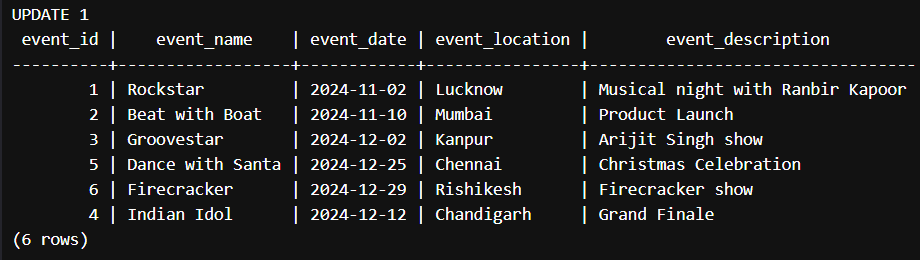 UPDATE 1
 event_id |    event_name    | event_date | event_location |        event_description
----------+------------------+------------+----------------+---------------------------------
        1 | Rockstar         | 2024-11-02 | Lucknow        | Musical night with Ranbir Kapoor
        2 | Beat with Boat   | 2024-11-10 | Mumbai         | Product Launch
        3 | Groovestar       | 2024-12-02 | Kanpur         | Arijit Singh show
        5 | Dance with Santa | 2024-12-25 | Chennai        | Christmas Celebration
        6 | Firecracker      | 2024-12-29 | Rishikesh      | Firecracker show
        4 | Indian Idol      | 2024-12-12 | Chandigarh     | Grand Finale
(6 rows)